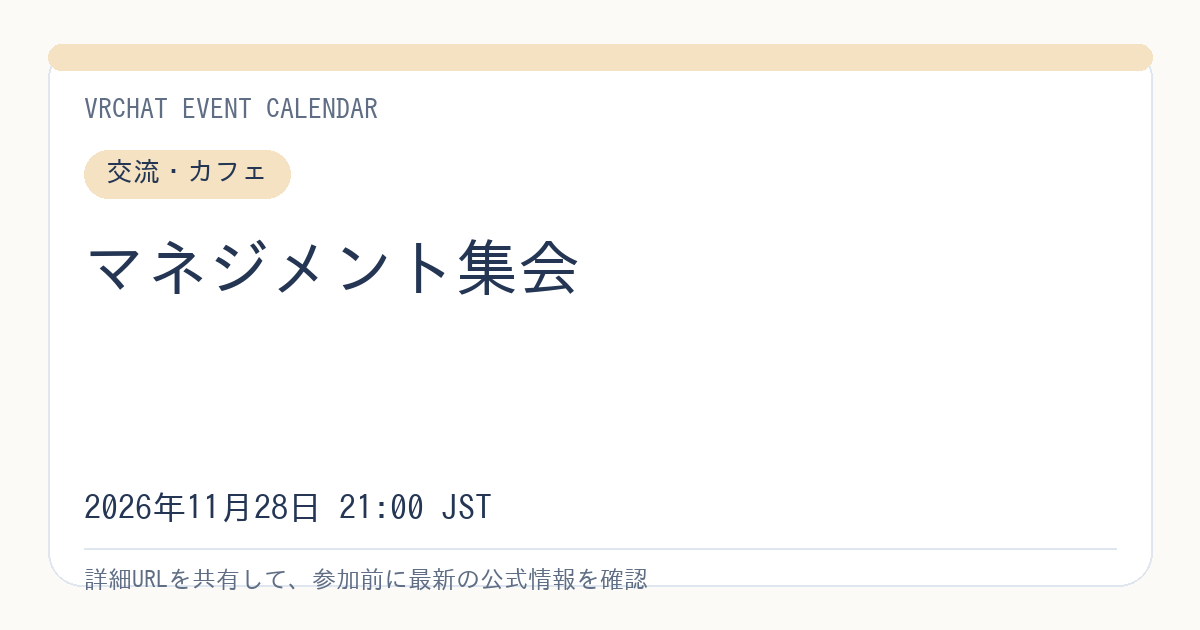 VRCHAT EVENT CALENDAR
交流・カフェ
マネジメント集会
2026年11月28日 21:00 JST
詳細URLを共有して、参加前に最新の公式情報を確認